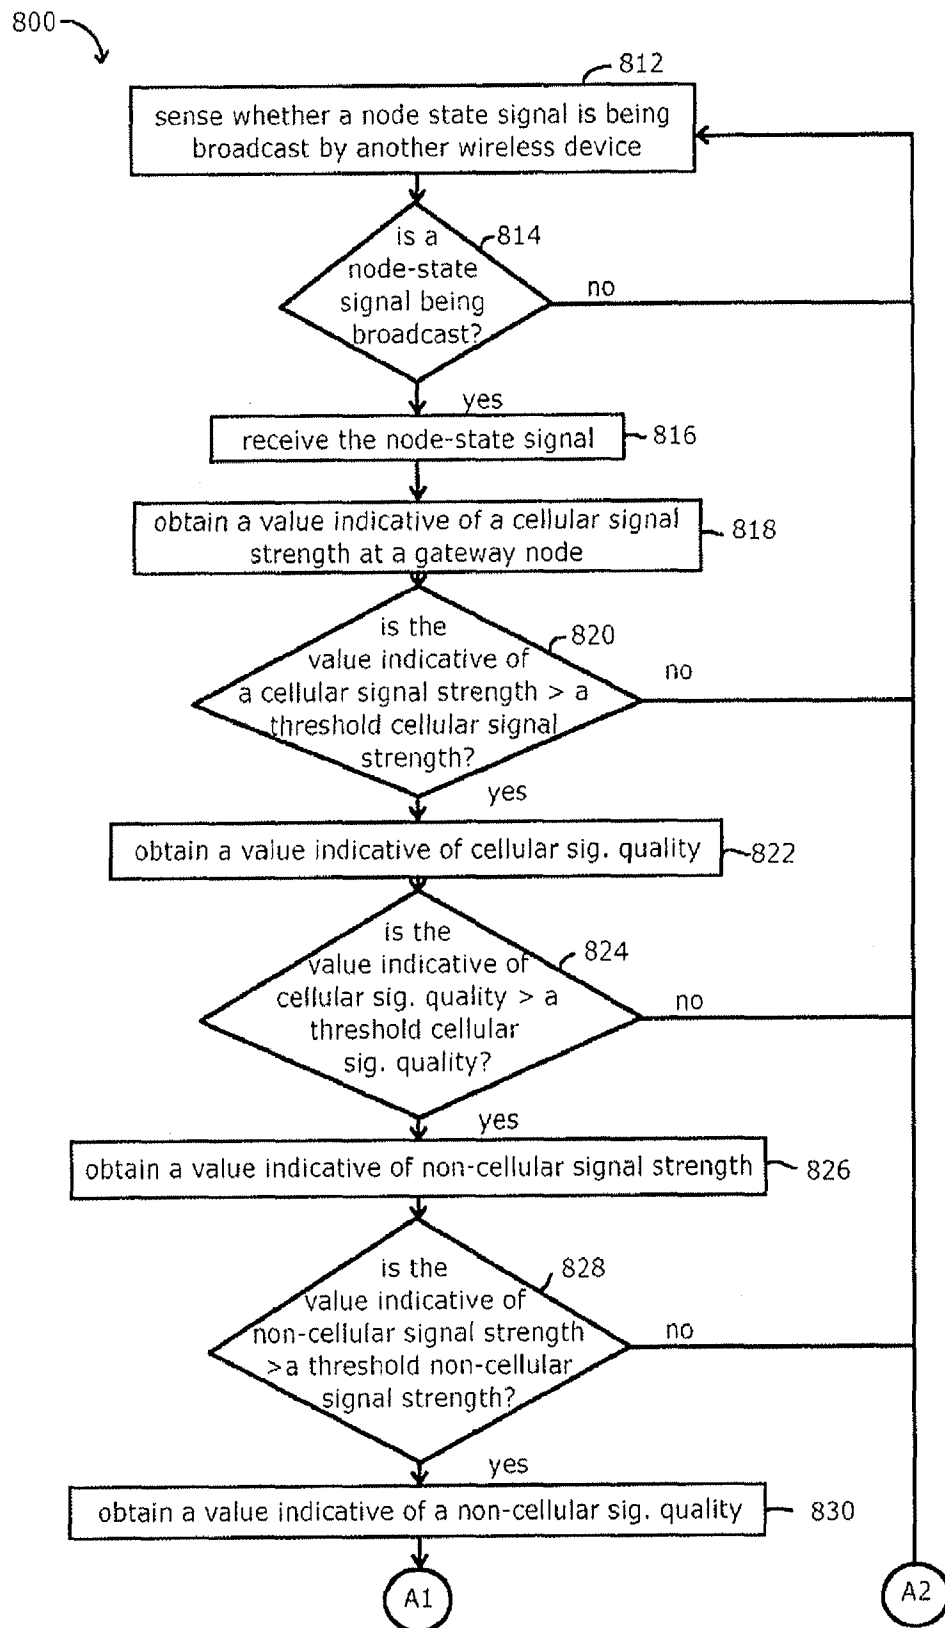 800
812
sense whether a node state signal is being
broadcast by another wireless device
814
is a
node-state
signal being
broadcast?
no
yes
receive the node-state signal
816
obtain a value indicative of a cellular signal
strength at a gateway node
818
is the
value indicative of
a cellular signal strength > a
threshold cellular signal
strength?
820
no
yes
obtain a value indicative of cellular sig. quality
822
is the
value indicative of
cellular sig. quality > a
threshold cellular
sig. quality?
824
no
yes
obtain a value indicative of non-cellular signal strength
826
is the
value indicative of
non-cellular signal strength
>a threshold non-cellular
signal strength?
828
no
yes
obtain a value indicative of a non-cellular sig. quality
830
A1
A2